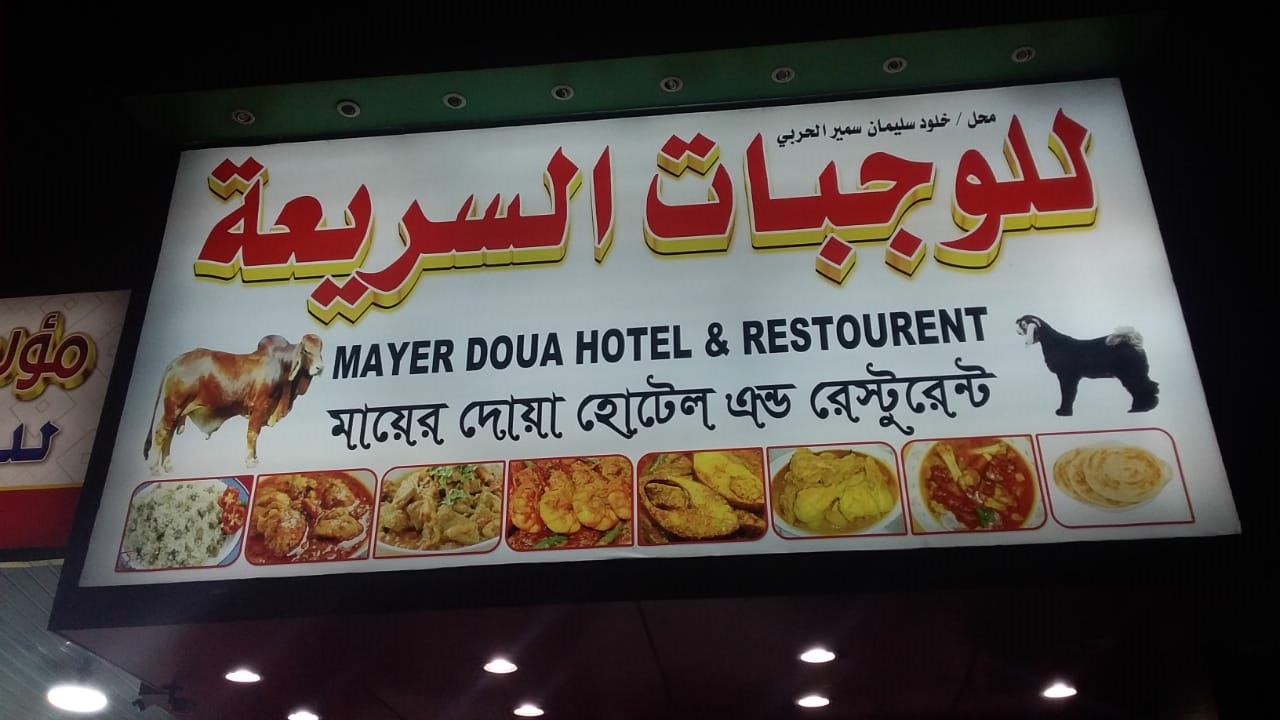 محل / خلود سليمان سمير الحربي
للوجبات السريعة
MAYER DOUA HOTEL & RESTOURENT
মায়ের দোয়া হোটেল এন্ড রেস্টুরেন্ট